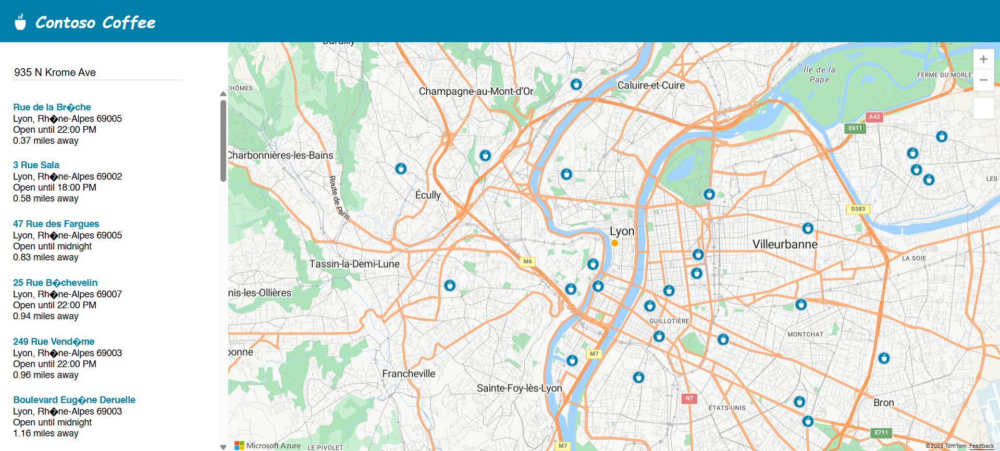 Contoso Coffee
935 N Krome Ave
Rue de la Br�che
Lyon, Rh�ne-Alpes 69005
Open until 22:00 PM
0.37 miles away
3 Rue Sala
Lyon, Rh�ne-Alpes 69002
Open until 18:00 PM
0.58 miles away
47 Rue des Fargues
Lyon, Rh�ne-Alpes 69005
Open until midnight
0.83 miles away
25 Rue B�chevelin
Lyon, Rh�ne-Alpes 69007
Open until 22:00 PM
0.94 miles away
249 Rue Vend�me
Lyon, Rh�ne-Alpes 69003
Open until 22:00 PM
0.96 miles away
Boulevard Eug�ne Deruelle
Lyon, Rh�ne-Alpes 69003
Open until midnight
1.16 miles away
Dardilly
CHÔMES
Champagne-au-Mont-d'Or
Caluire-et-Cuire
Île de la
Pape
FERME DU MORLET
A42
E611
Charbonnières-les-Bains
Route de Paris
Écully
LES
D383
Lyon
Villeurbanne
LA SOIE
M6
Tassin-la-Demi-Lune
nis-les-Ollières
GUILLOTIÈRE
MONTCHAT
bonne
M7
Francheville
Sainte-Foy-lès-Lyon
N7
ÉTATS-UNIS
Bron
E711
M7
Microsoft Azure
LE PIVOLET
©2025 TomTom Feedback